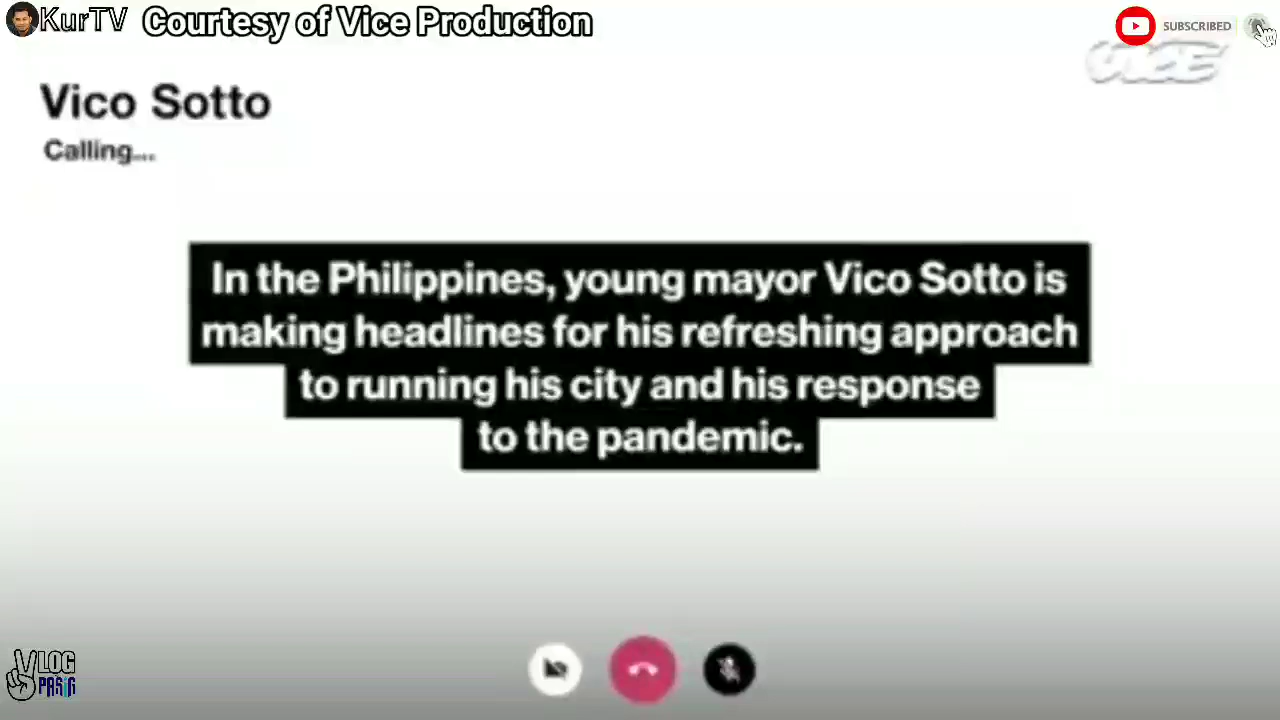 KurTV Courtesy of Vice Production
SUBSCRIBED
VICE
Vico Sotto
Calling...
In the Philippines, young mayor Vico Sotto is
making headlines for his refreshing approach
to running his city and his response
to the pandemic.
VLOG
PASIG